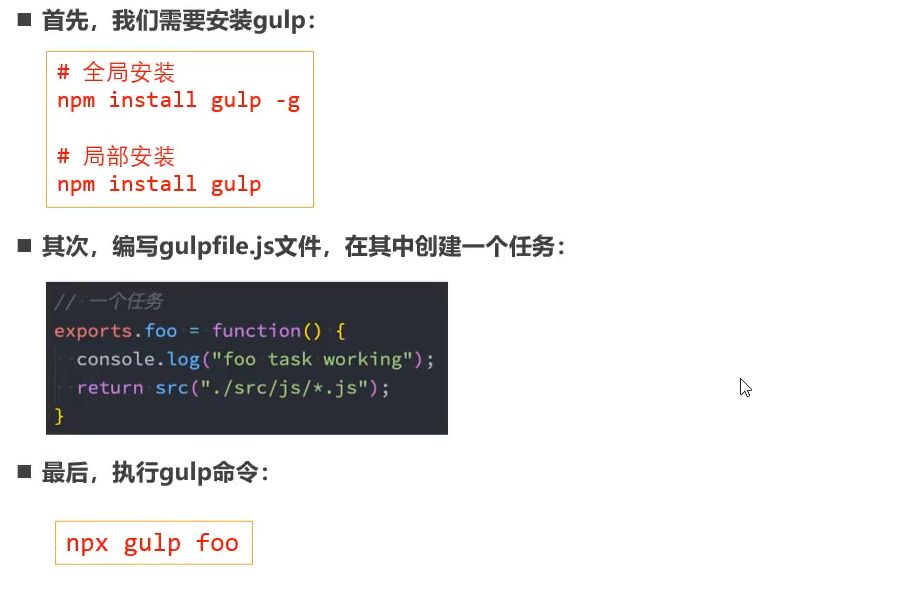 ■ 首先，我们需要安装gulp：
# 全局安装
npm install gulp -g
# 局部安装
npm install gulp
■ 其次，编写gulpfile.js文件，在其中创建一个任务：
// 一个任务
exports.foo = function() {
  console.log("foo task working");
  return src("./src/js/*.js");
}
■ 最后，执行gulp命令：
npx gulp foo